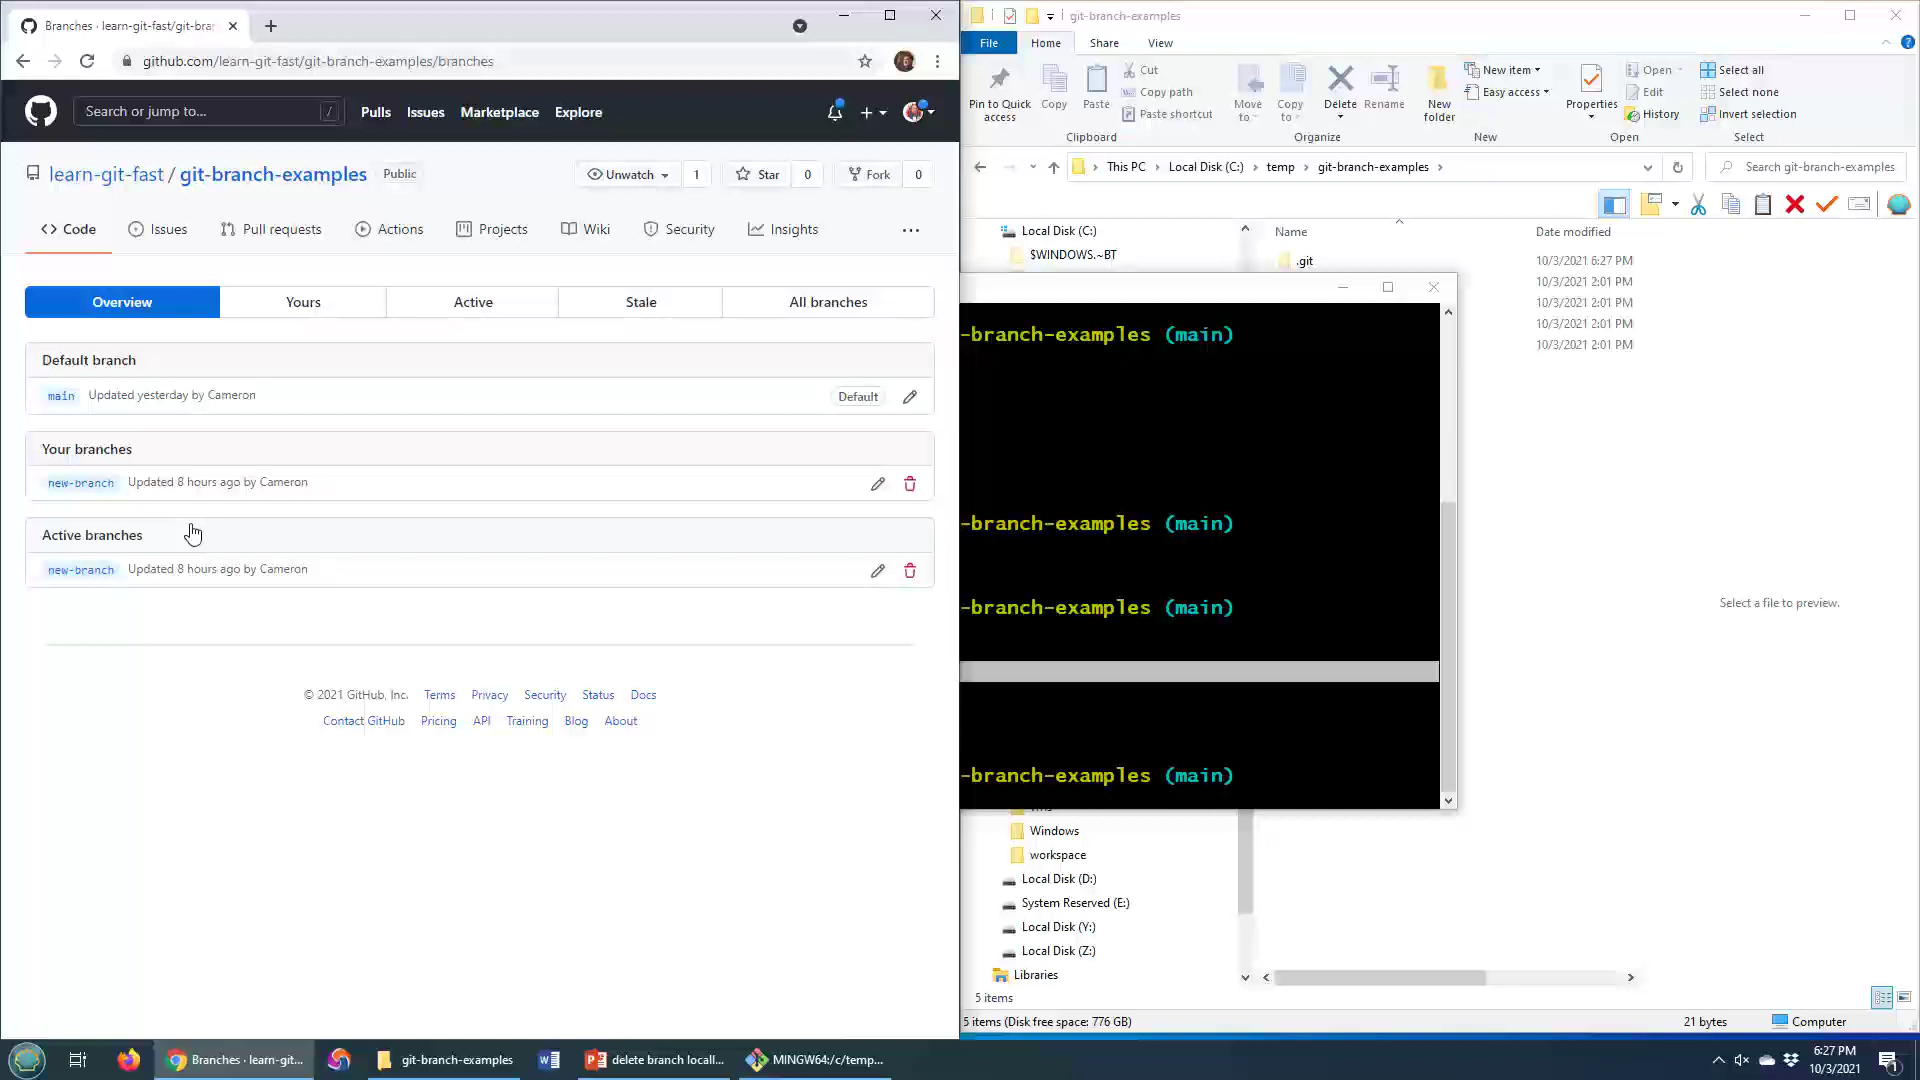 Branches · learn-git-fast/git-bra
github.com/learn-git-fast/git-branch-examples/branches
Search or jump to...
/
Pulls
Issues
Marketplace
Explore
learn-git-fast / git-branch-examples
Public
Unwatch
1
Star
0
Fork
0
Code
Issues
Pull requests
Actions
Projects
Wiki
Security
Insights
Overview
Yours
Active
Stale
All branches
Default branch
main Updated yesterday by Cameron
Default
Your branches
new-branch Updated 8 hours ago by Cameron
Active branches
new-branch Updated 8 hours ago by Cameron
© 2021 GitHub, Inc. Terms Privacy Security Status Docs
Contact GitHub Pricing API Training Blog About
git-branch-examples
File
Home
Share
View
Pin to Quick access
Copy
Paste
Cut
Copy path
Paste shortcut
Clipboard
Move to
Copy to
Delete
Rename
Organize
New folder
New item
Easy access
New
Properties
Open
Edit
History
Open
Select all
Select none
Invert selection
Select
This PC
Local Disk (C:)
temp
git-branch-examples
Search git-branch-examples
Local Disk (C:)
$WINDOWS.~BT
Name
Date modified
.git
10/3/2021 6:27 PM
10/3/2021 2:01 PM
10/3/2021 2:01 PM
10/3/2021 2:01 PM
10/3/2021 2:01 PM
-branch-examples (main)
-branch-examples (main)
-branch-examples (main)
-branch-examples (main)
Select a file to preview.
Windows
workspace
Local Disk (D:)
System Reserved (E:)
Local Disk (Y:)
Local Disk (Z:)
Libraries
5 items
5 items (Disk free space: 776 GB)
21 bytes
Computer
Branches · learn-git...
git-branch-examples
delete branch locall...
MINGW64:/c/temp...
6:27 PM
10/3/2021
1